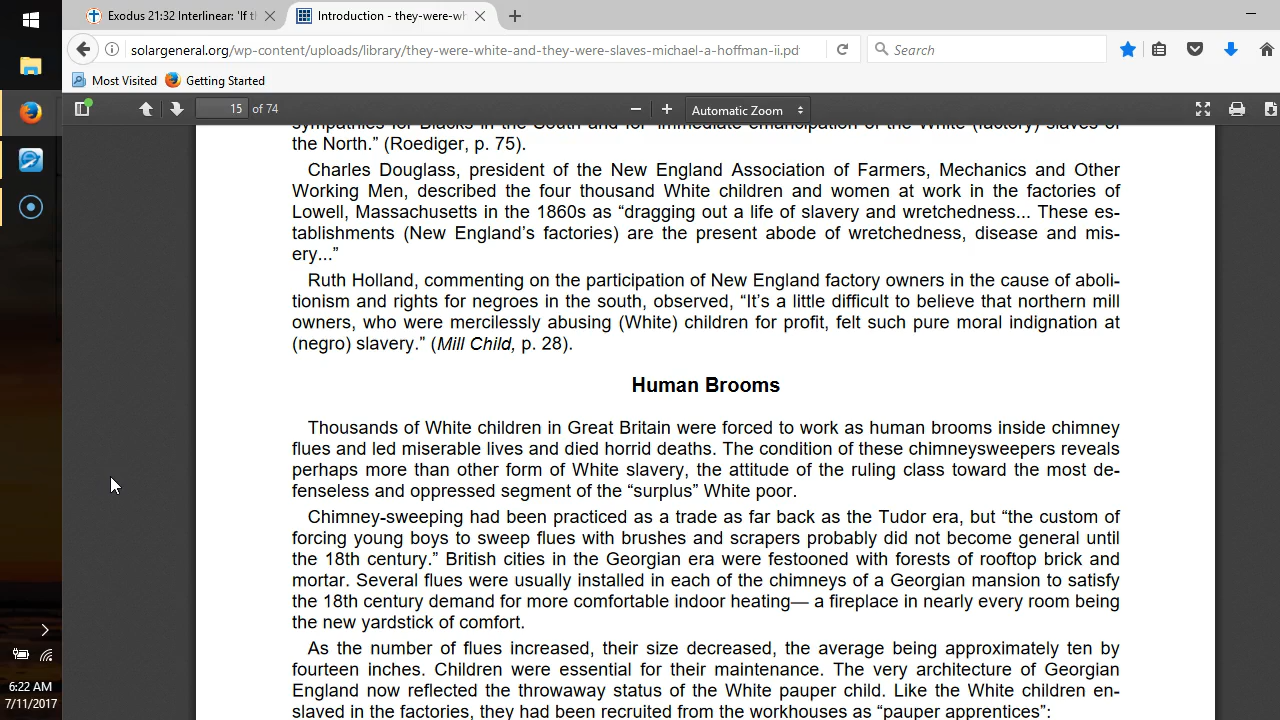 Exodus 21:32 Interlinear: 'If t
Introduction - they-were-wh
solargeneral.org/wp-content/uploads/library/they-were-white-and-they-were-slaves-michael-a-hoffman-ii.pd
Search
Most Visited
Getting Started
15 of 74
Automatic Zoom
sympathies for Blacks in the South and for "immediate emancipation of the White (factory) slaves of
the North." (Roediger, p. 75).
Charles Douglass, president of the New England Association of Farmers, Mechanics and Other
Working Men, described the four thousand White children and women at work in the factories of
Lowell, Massachusetts in the 1860s as “dragging out a life of slavery and wretchedness... These es-
tablishments (New England’s factories) are the present abode of wretchedness, disease and mis-
ery...”
Ruth Holland, commenting on the participation of New England factory owners in the cause of aboli-
tionism and rights for negroes in the south, observed, “It’s a little difficult to believe that northern mill
owners, who were mercilessly abusing (White) children for profit, felt such pure moral indignation at
(negro) slavery.” (Mill Child, p. 28).
Human Brooms
Thousands of White children in Great Britain were forced to work as human brooms inside chimney
flues and led miserable lives and died horrid deaths. The condition of these chimneysweepers reveals
perhaps more than other form of White slavery, the attitude of the ruling class toward the most de-
fenseless and oppressed segment of the “surplus” White poor.
Chimney-sweeping had been practiced as a trade as far back as the Tudor era, but “the custom of
forcing young boys to sweep flues with brushes and scrapers probably did not become general until
the 18th century.” British cities in the Georgian era were festooned with forests of rooftop brick and
mortar. Several flues were usually installed in each of the chimneys of a Georgian mansion to satisfy
the 18th century demand for more comfortable indoor heating— a fireplace in nearly every room being
the new yardstick of comfort.
As the number of flues increased, their size decreased, the average being approximately ten by
fourteen inches. Children were essential for their maintenance. The very architecture of Georgian
England now reflected the throwaway status of the White pauper child. Like the White children en-
slaved in the factories, they had been recruited from the workhouses as “pauper apprentices”:
6:22 AM
7/11/2017